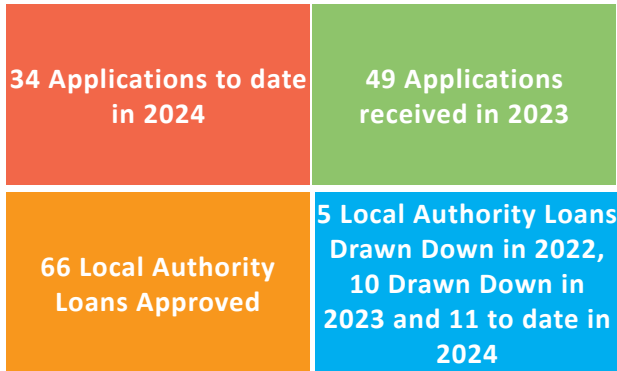 34 Applications to date
in 2024
49 Applications
received in 2023
66 Local Authority
Loans Approved
5 Local Authority Loans
Drawn Down in 2022,
10 Drawn Down in
2023 and 11 to date in
2024